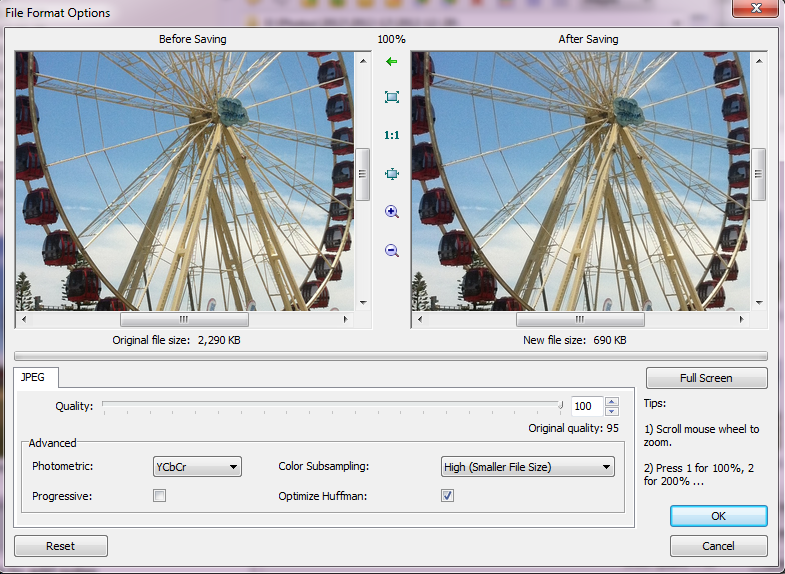 File Format Options
Before Saving
100%
After Saving
1:1
Original file size: 2,290 KB
New file size: 690 KB
JPEG
Full Screen
Quality:
100
Tips:
Original quality: 95
1) Scroll mouse wheel to
zoom.
Advanced
Photometric:
YCbCr
Color Subsampling:
High (Smaller File Size)
2) Press 1 for 100%, 2
for 200% ...
Progressive:
Optimize Huffman:
OK
Reset
Cancel